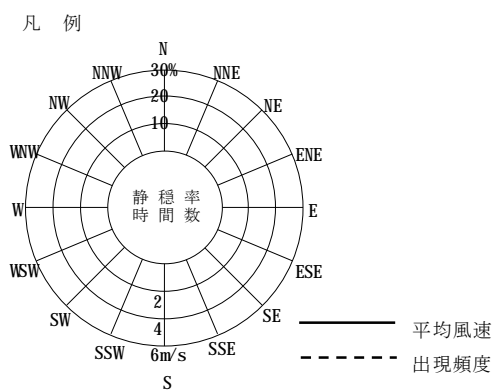 凡 例
N
NNW 30% NNE
NW 20 NE
10
WNW ENE
静 穏 率
W 時 間 数 E
WSW ESE
2
SW 4 SE
SSW 6m/s SSE
S
平均風速
出現頻度